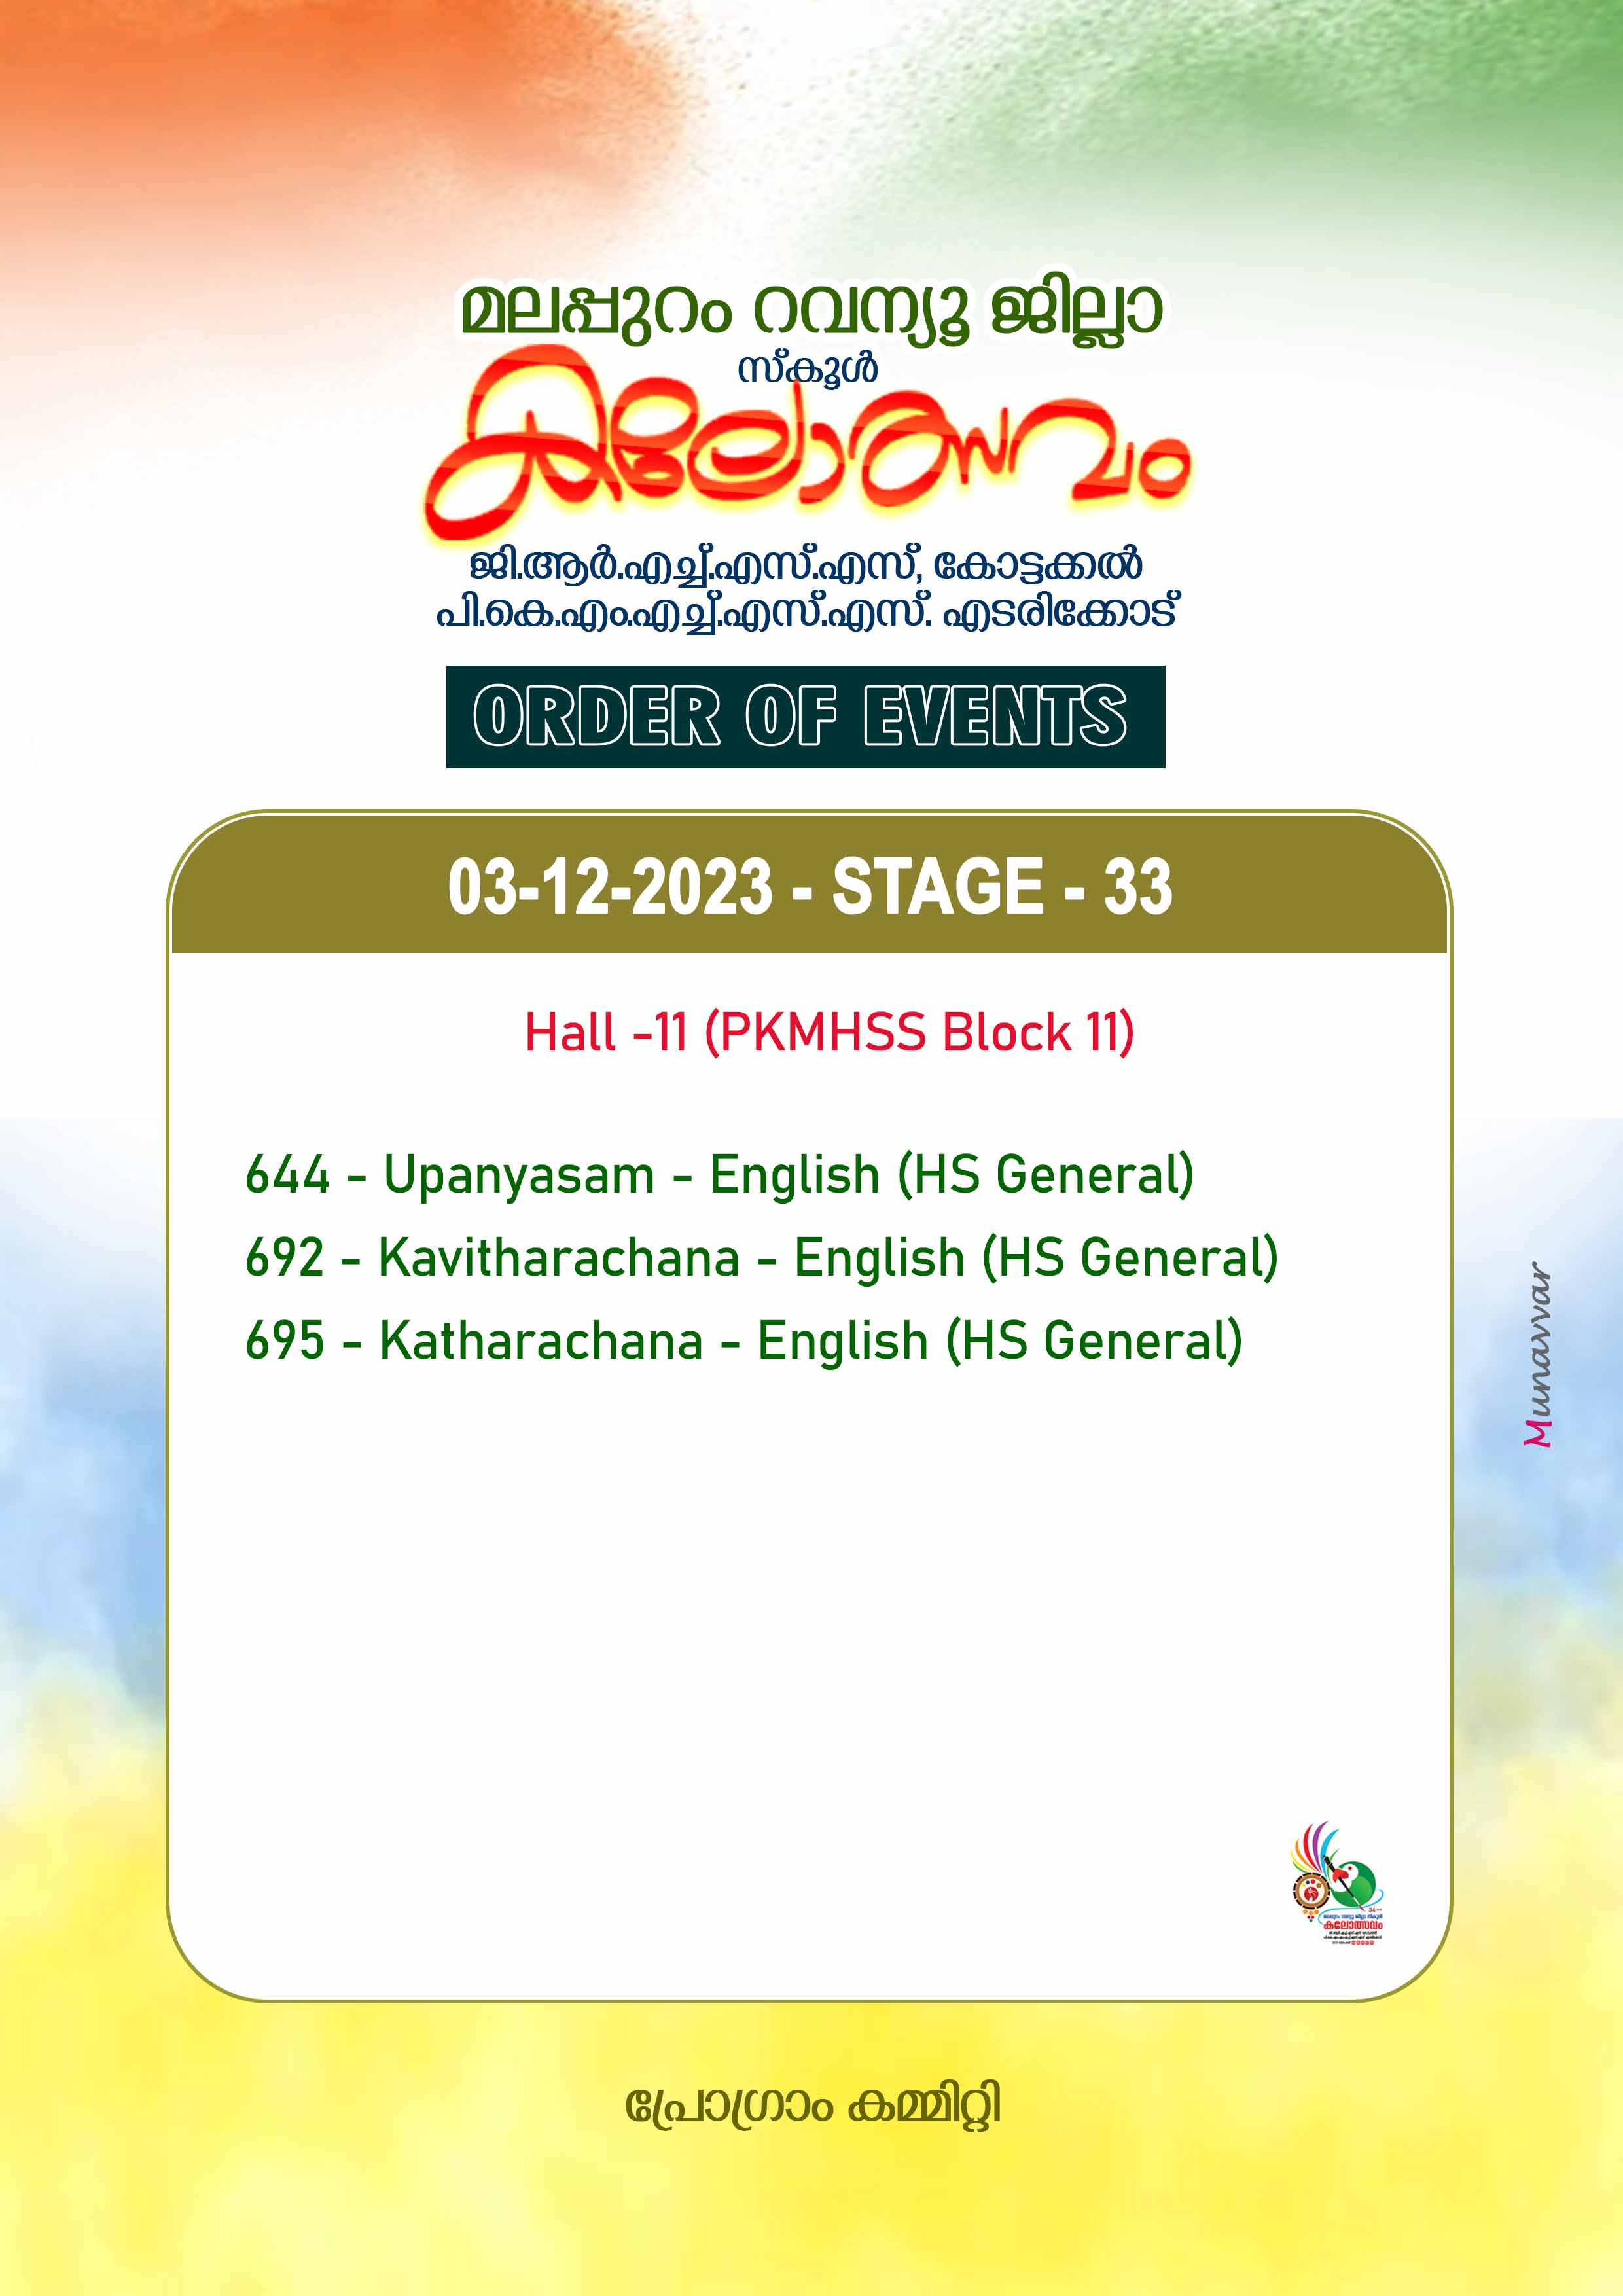 മലപ്പുറം റവന്യൂ ജില്ലാ
സ്കൂൾ
കലോത്സവം
ജി.ആർ.എച്ച്.എസ്.എസ്, കോട്ടക്കൽ
പി.കെ.എം.എച്ച്.എസ്.എസ്. എടരിക്കോട്
ORDER OF EVENTS
03-12-2023 - STAGE - 33
Hall -11 (PKMHSS Block 11)
644 - Upanyasam - English (HS General)
692 - Kavitharachana - English (HS General)
695 - Katharachana - English (HS General)
Munavvar
കലോത്സവം
പ്രോഗ്രാം കമ്മിറ്റി